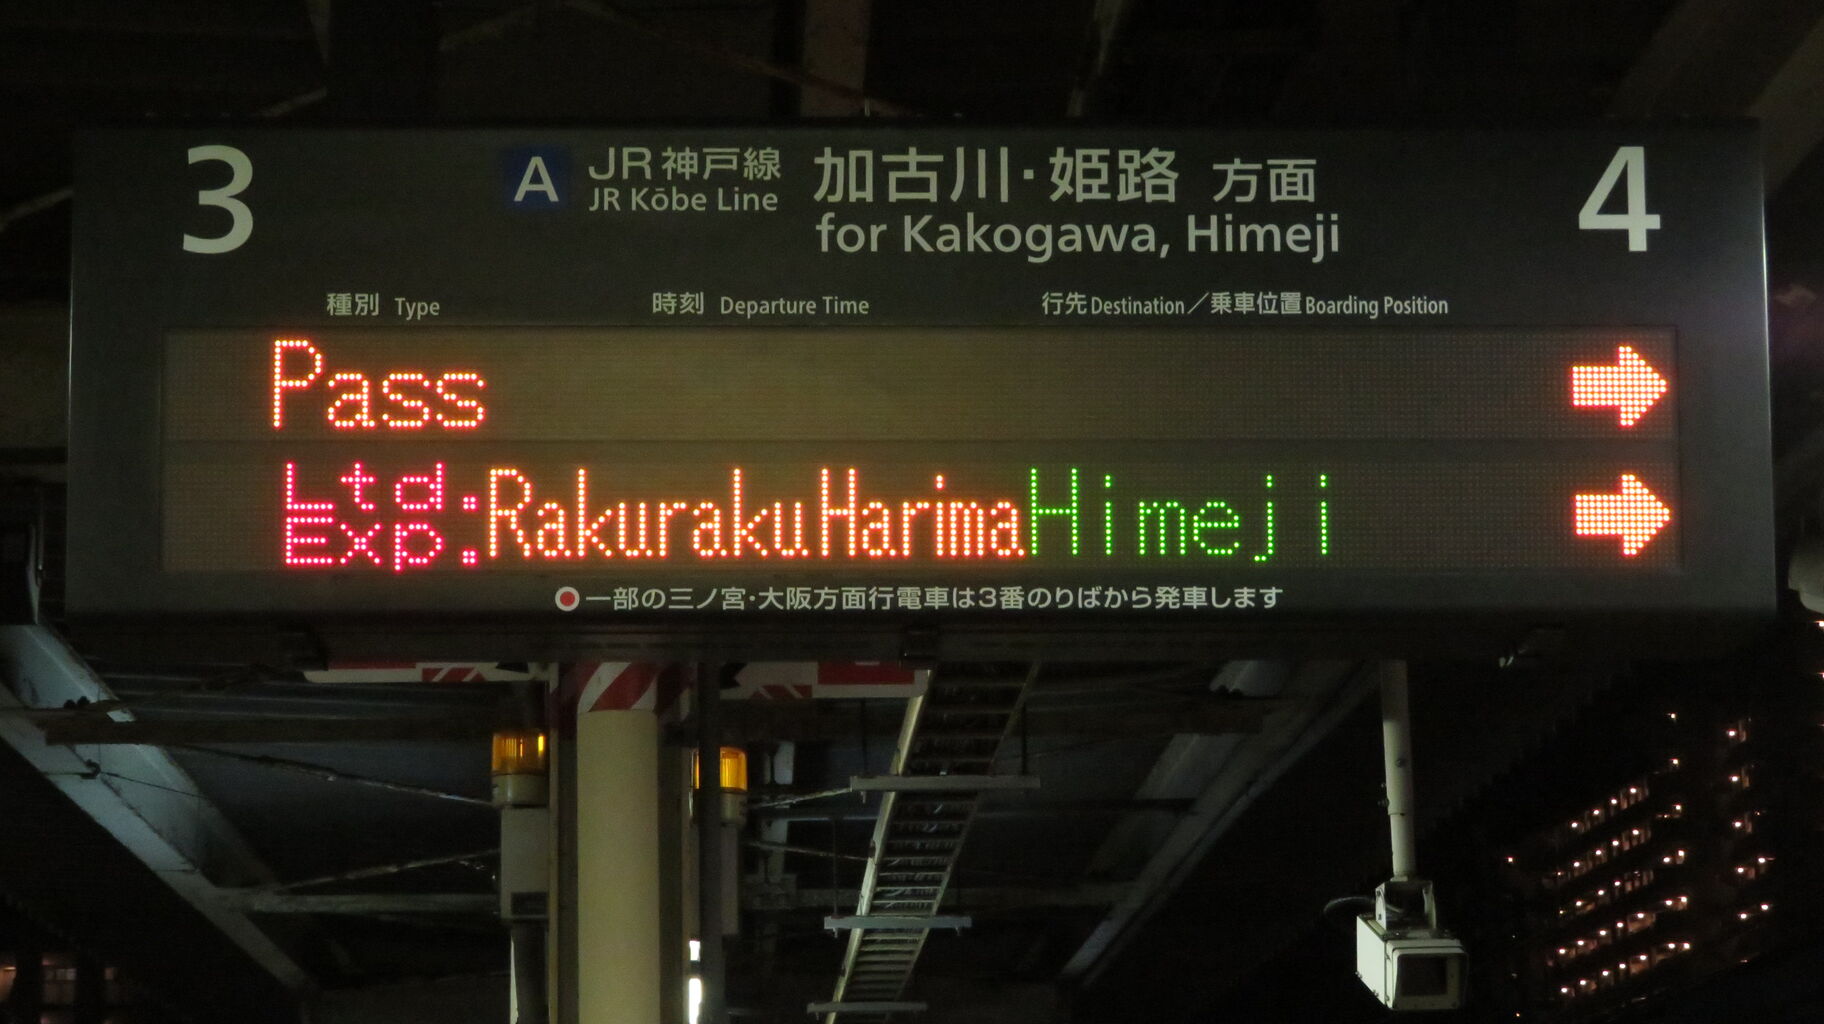 3
A JR神戸線 加古川・姫路 方面
JR Kōbe Line for Kakogawa, Himeji
4
種別 Type 時刻 Departure Time 行先 Destination／乗車位置 Boarding Position
Pass
Ltd. Exp. RakurakuHarima Himeji
一部の三ノ宮・大阪方面行電車は3番のりばから発車します